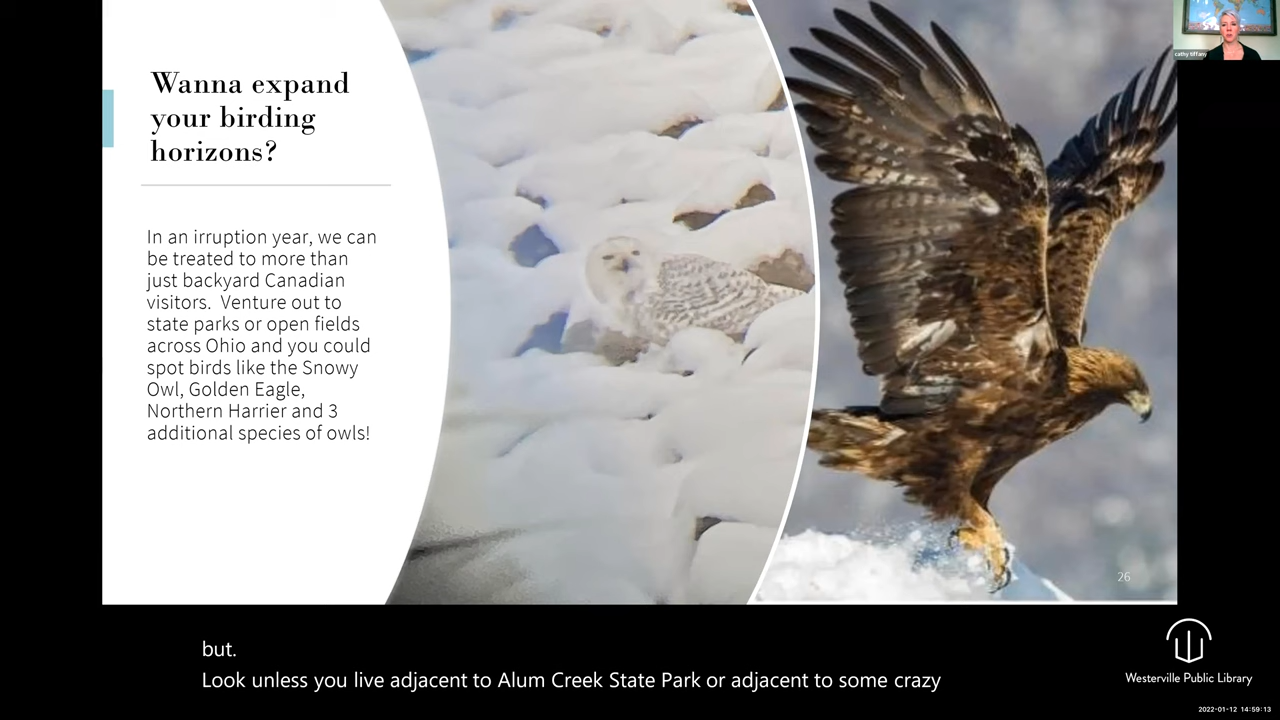 cathy tiffany
Wanna expand
your birding
horizons?
In an irruption year, we can
be treated to more than
just backyard Canadian
visitors.  Venture out to
state parks or open fields
across Ohio and you could
spot birds like the Snowy
Owl, Golden Eagle,
Northern Harrier and 3
additional species of owls!
26
but.
Look unless you live adjacent to Alum Creek State Park or adjacent to some crazy
Westerville Public Library
2022-01-12 14:59:13